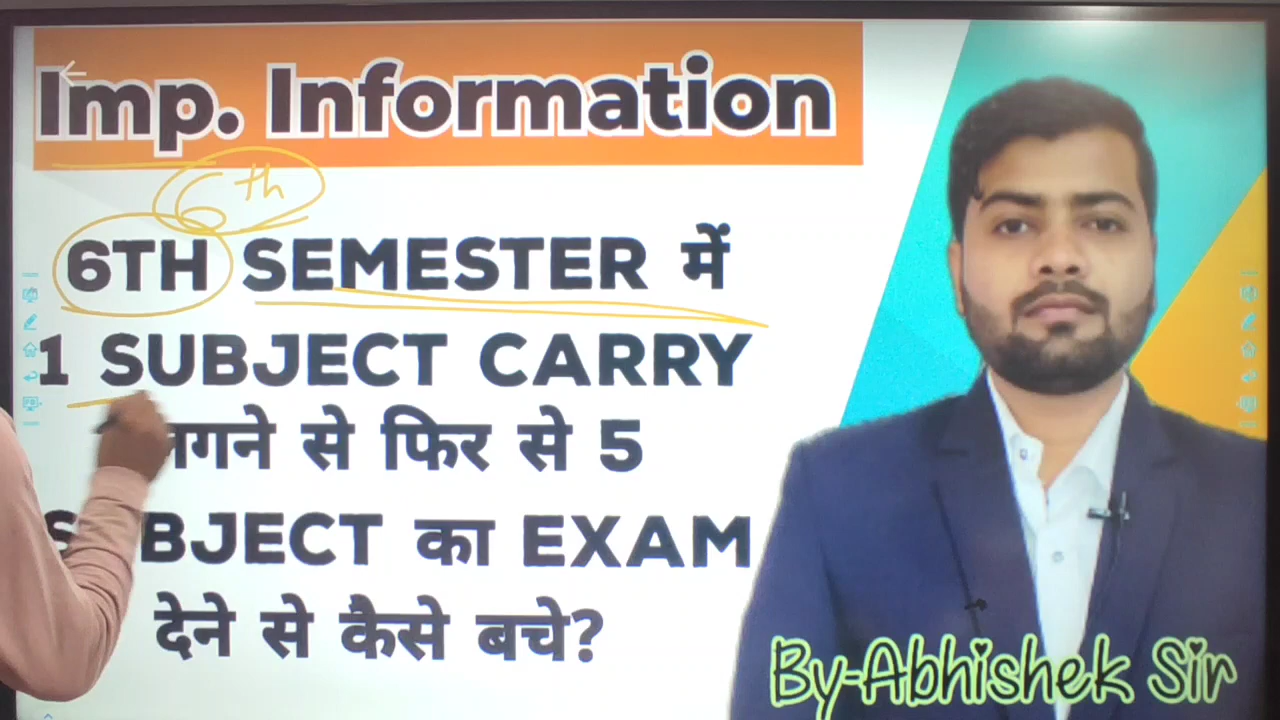 Imp. Information
6th
6TH SEMESTER में
1 SUBJECT CARRY
से फिर से 5
का EXAM
देने से कैसे बचे?
By-Abhishek Sir